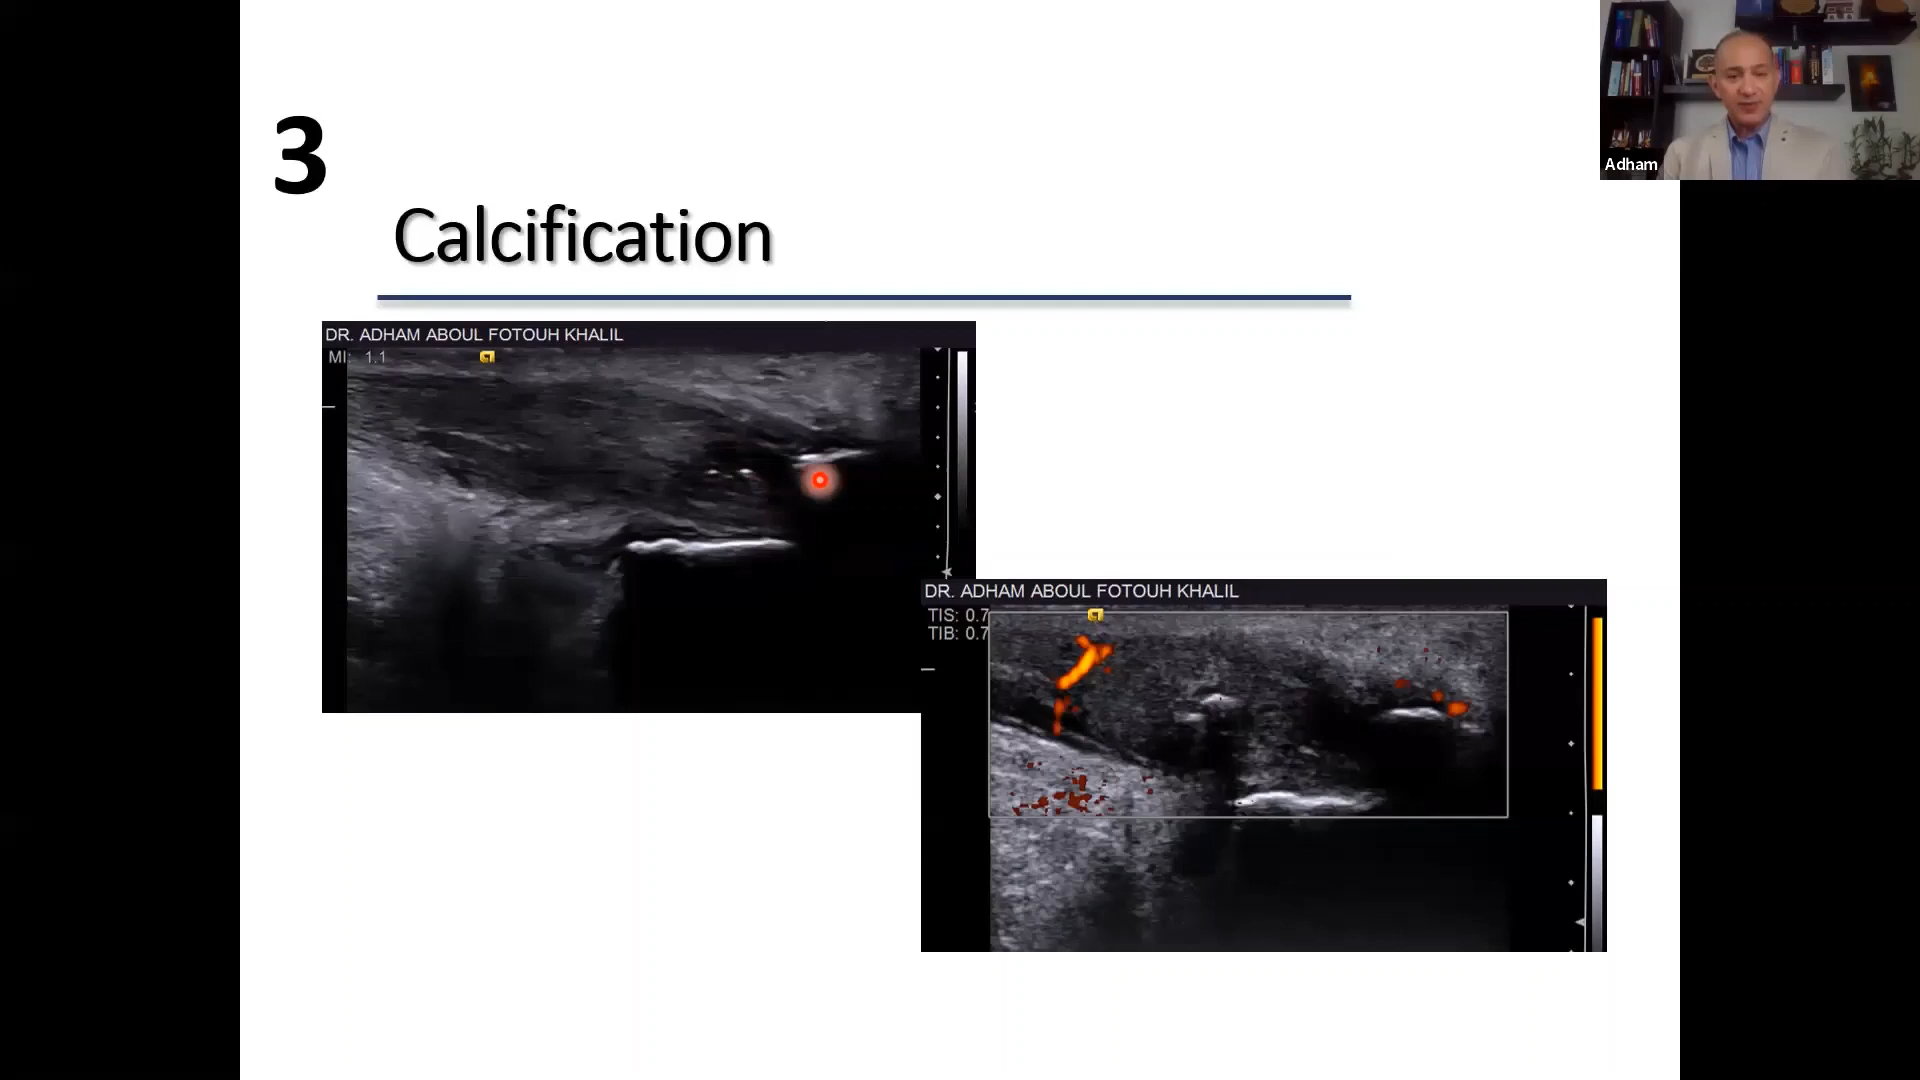 3
Calcification
DR. ADHAM ABOUL FOTOUH KHALIL
MI: 1.1
DR. ADHAM ABOUL FOTOUH KHALIL
TIS: 0.7
TIB: 0.7
Adham